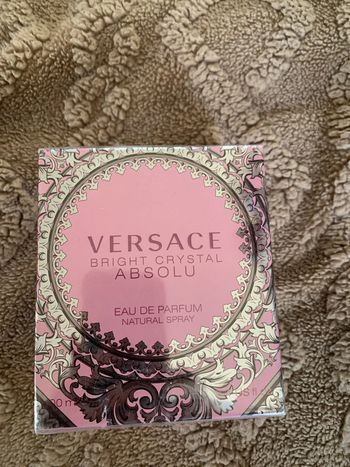 VERSACE
BRIGHT CRYSTAL
ABSOLU
EAU DE PARFUM
NATURAL SPRAY